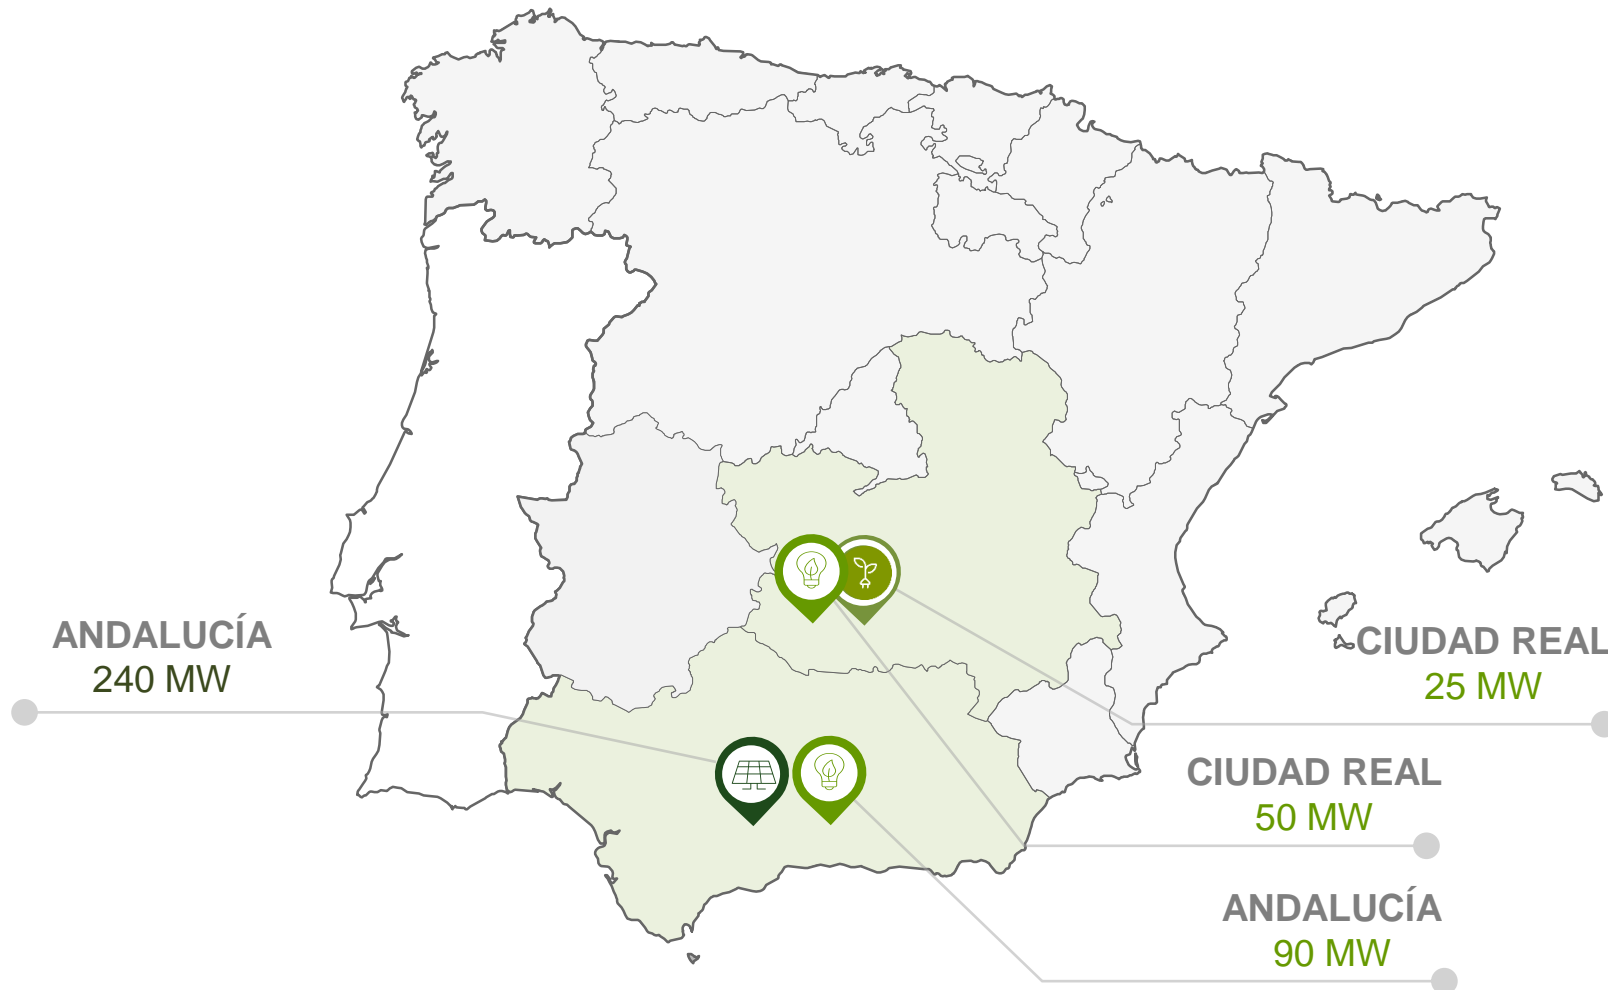 ANDALUCÍA
240 MW
CIUDAD REAL
25 MW
CIUDAD REAL
50 MW
ANDALUCÍA
90 MW